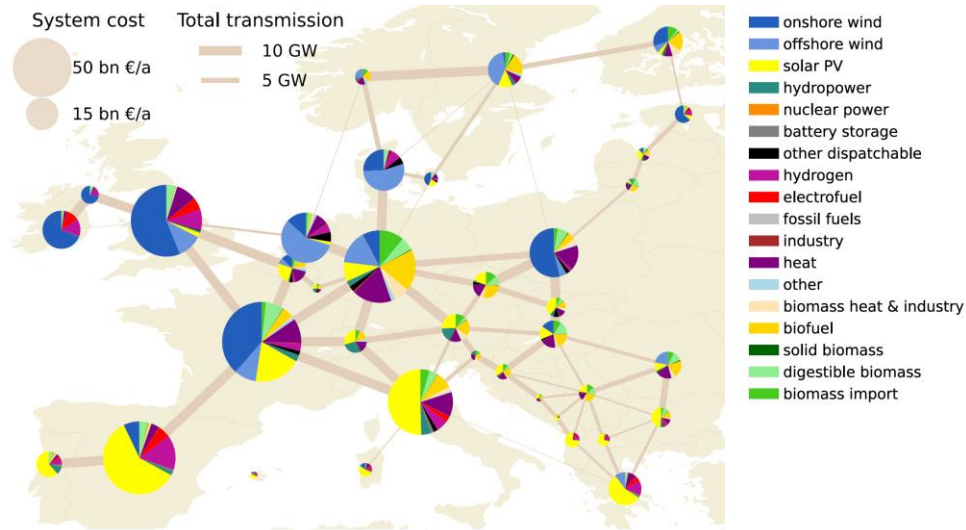 System cost
50 bn €/a
15 bn €/a
Total transmission
10 GW
5 GW
onshore wind
offshore wind
solar PV
hydropower
nuclear power
battery storage
other dispatchable
hydrogen
electrofuel
fossil fuels
industry
heat
other
biomass heat & industry
biofuel
solid biomass
digestible biomass
biomass import